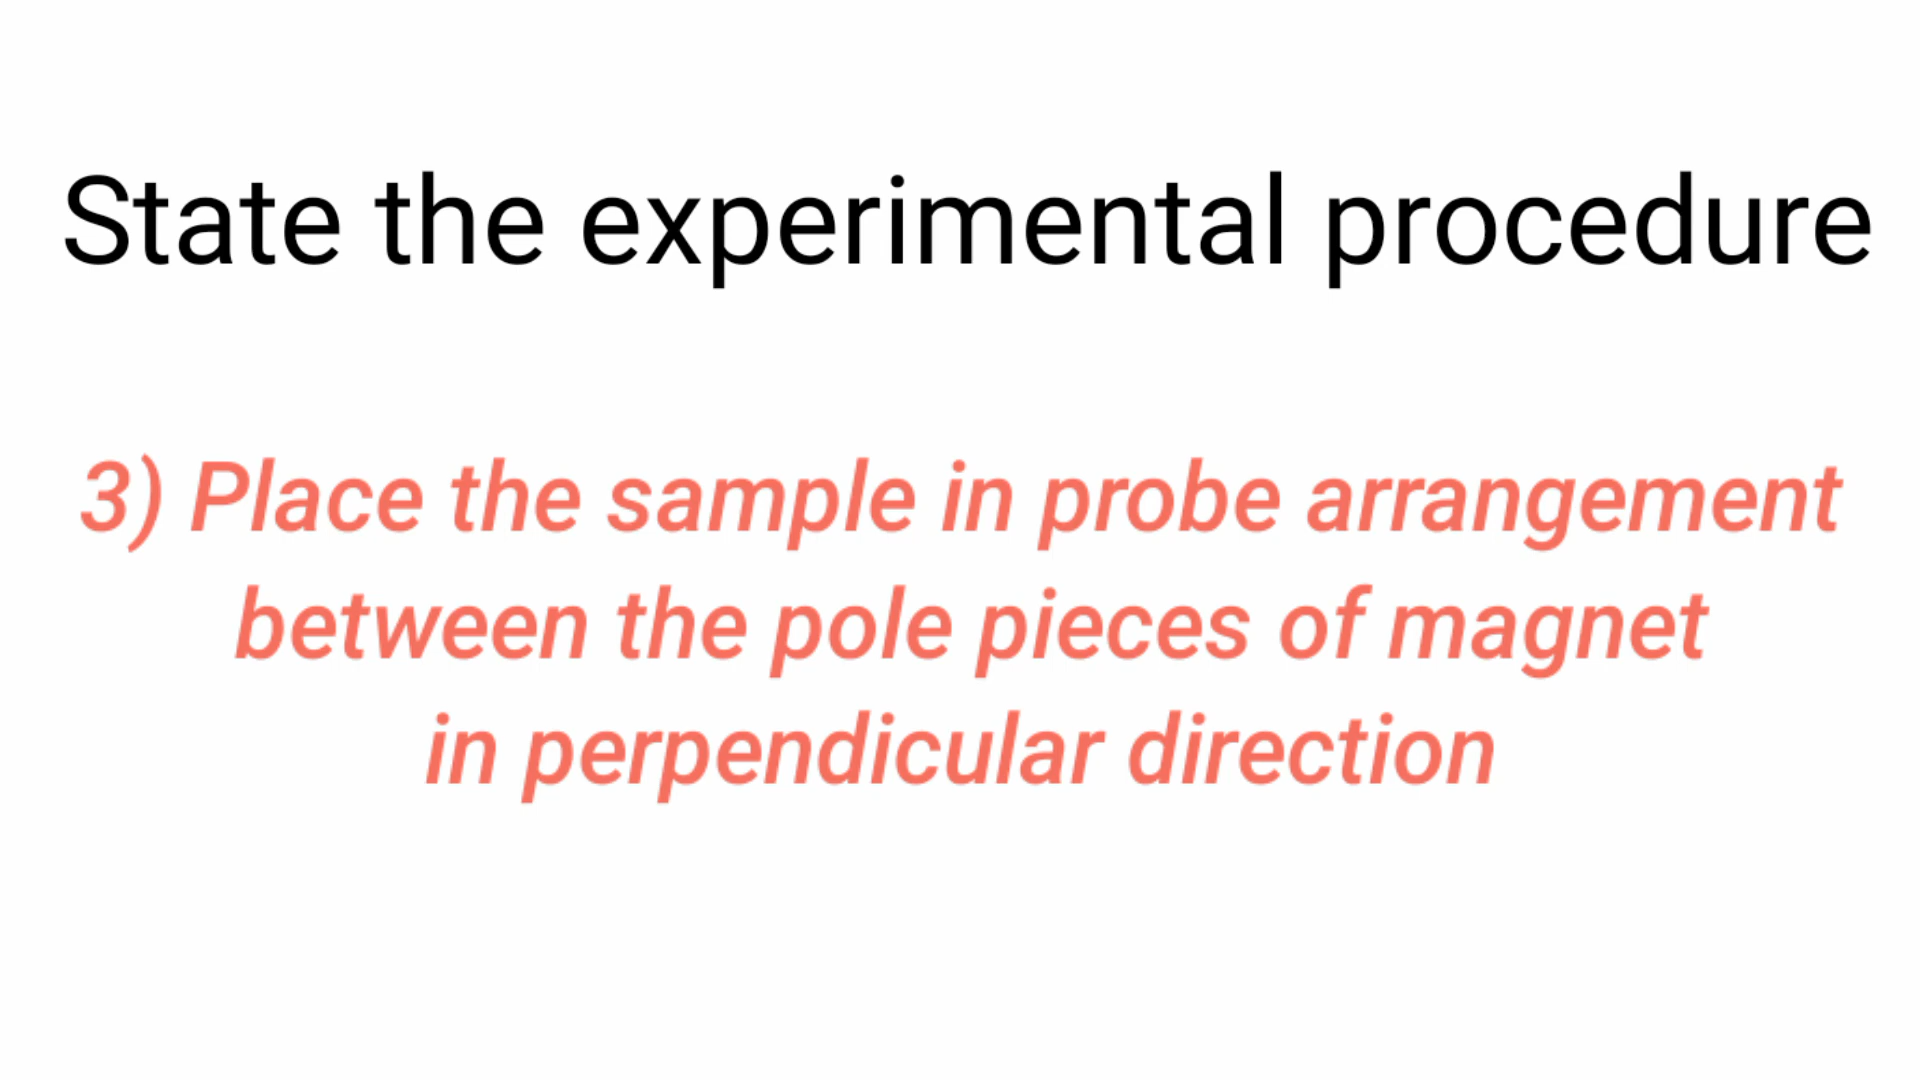 State the experimental procedure
3) Place the sample in probe arrangement
between the pole pieces of magnet
in perpendicular direction